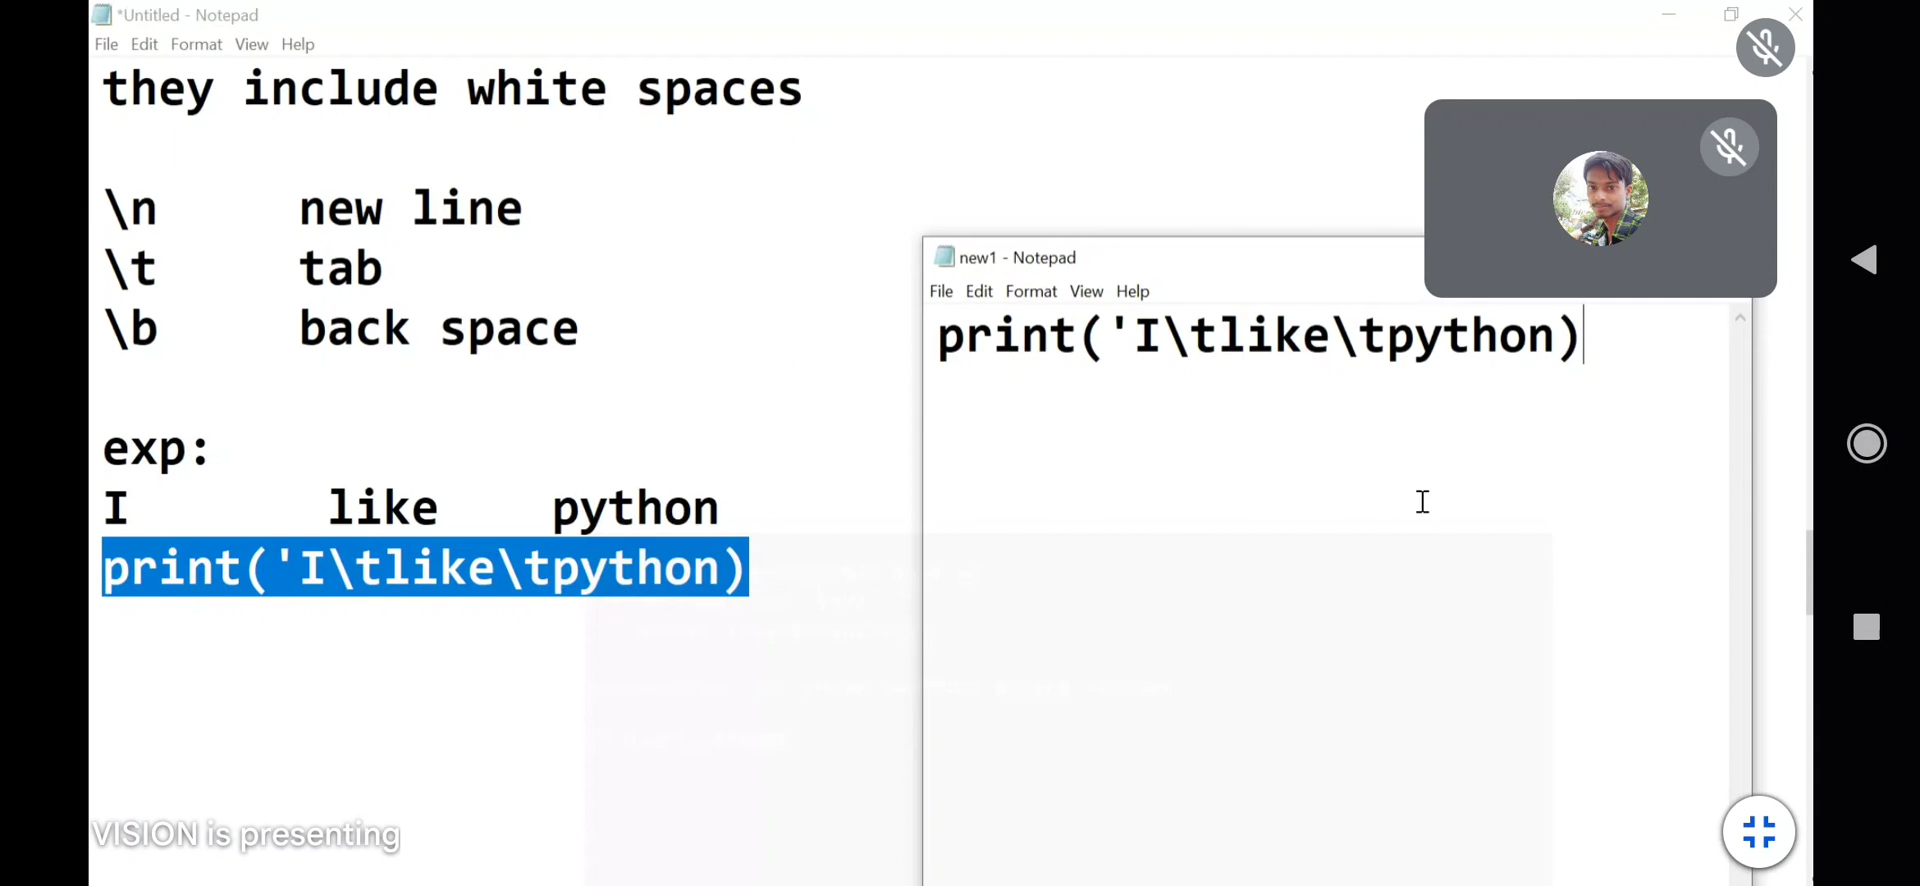 *Untitled - Notepad
File Edit Format View Help
they include white spaces
\n new line
\t tab
\b back space
exp:
I like python
print('I\tlike\tpython)
new1 - Notepad
File Edit Format View Help
print('I\tlike\tpython)
VISION is presenting